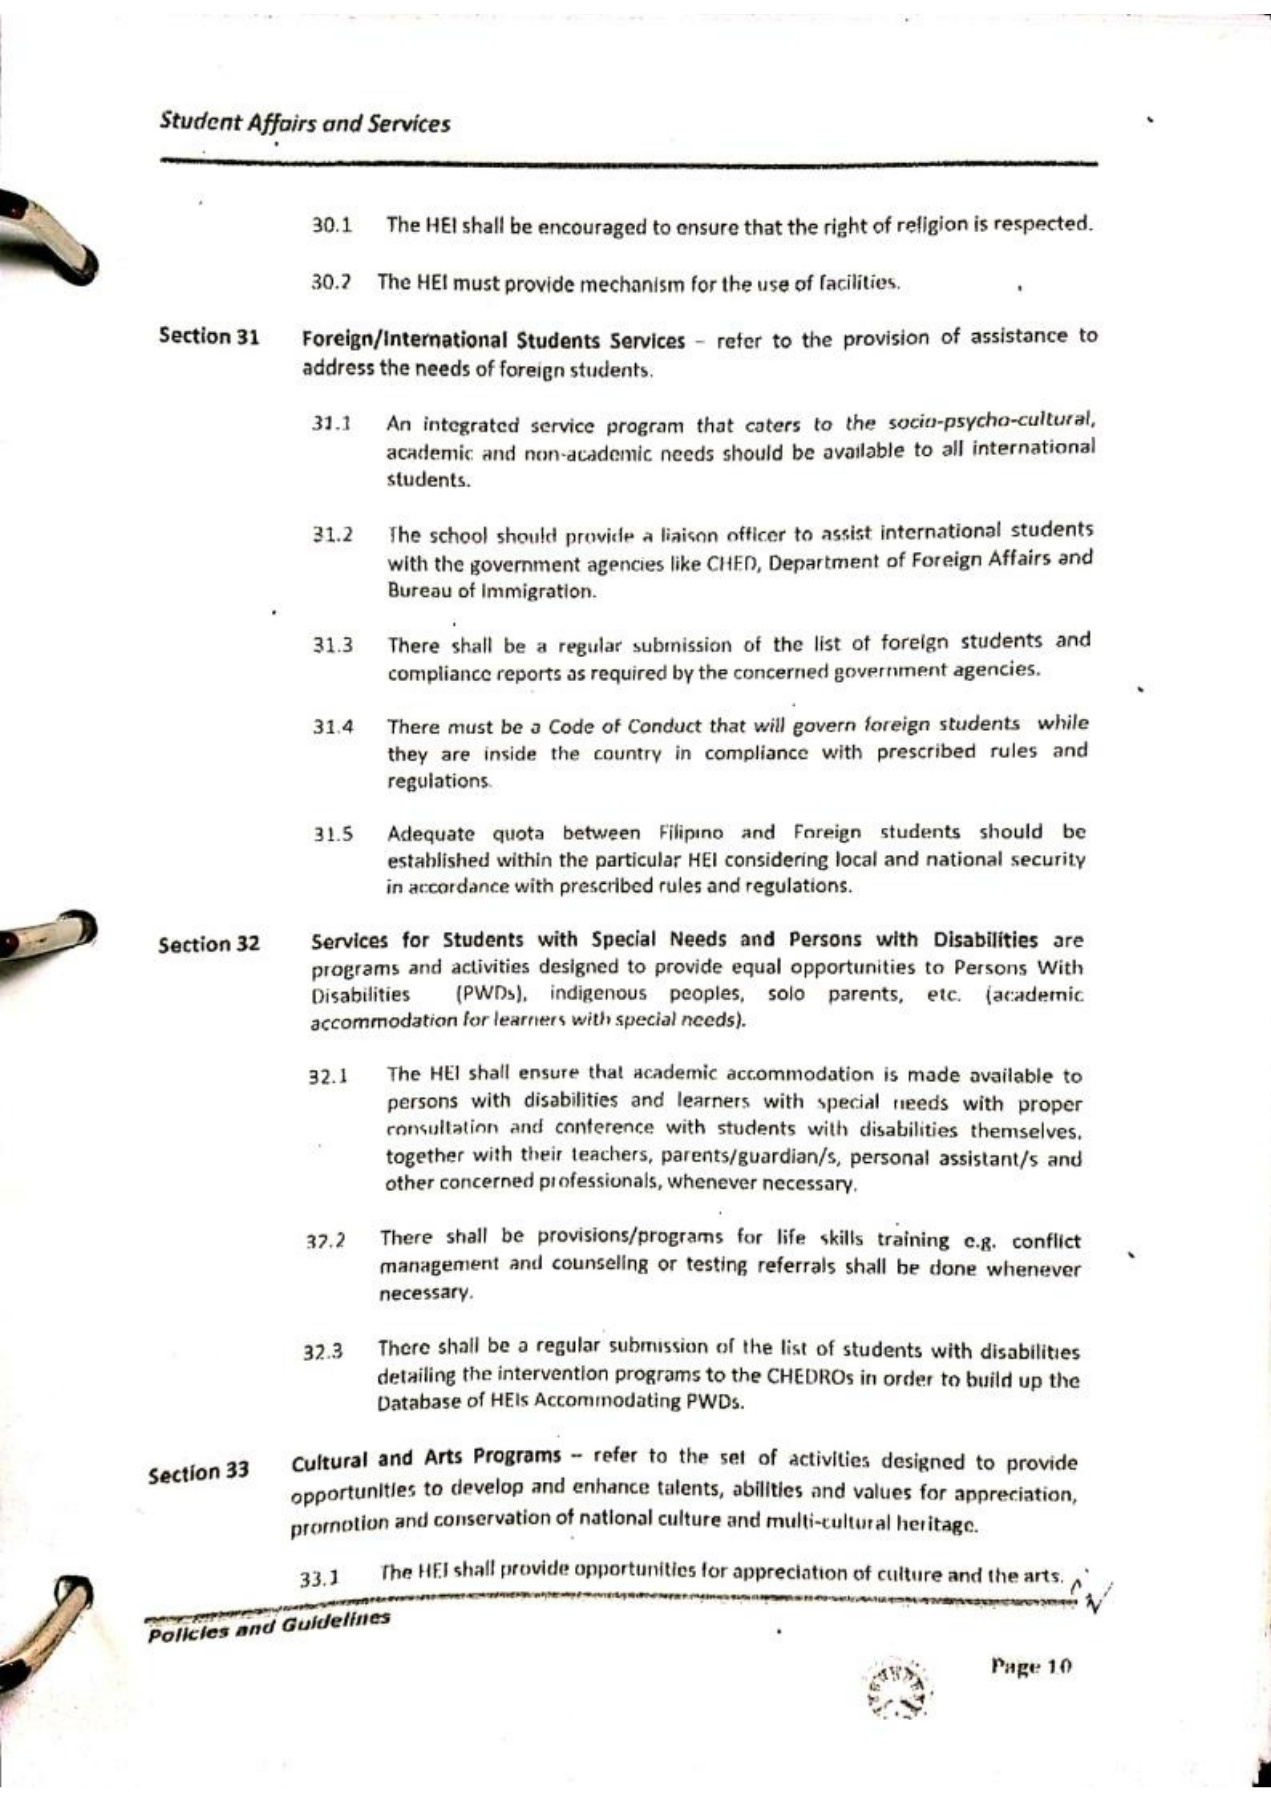 Student Affairs and Services
30.1 The HEI shall be encouraged to ensure that the right of religion is respected.
30.2 The HEI must provide mechanism for the use of facilities.
Section 31 Foreign/International Students Services – refer to the provision of assistance to
address the needs of foreign students.
31.1 An integrated service program that caters to the socio-psycho-cultural,
academic and non-academic needs should be available to all international
students.
31.2 The school should provide a liaison officer to assist international students
with the government agencies like CHED, Department of Foreign Affairs and
Bureau of Immigration.
31.3 There shall be a regular submission of the list of foreign students and
compliance reports as required by the concerned government agencies.
31.4 There must be a Code of Conduct that will govern foreign students while
they are inside the country in compliance with prescribed rules and
regulations.
31.5 Adequate quota between Filipino and Foreign students should be
established within the particular HEI considering local and national security
in accordance with prescribed rules and regulations.
Section 32 Services for Students with Special Needs and Persons with Disabilities are
programs and activities designed to provide equal opportunities to Persons With
Disabilities (PWDs), indigenous peoples, solo parents, etc. (academic
accommodation for learners with special needs).
32.1 The HEI shall ensure that academic accommodation is made available to
persons with disabilities and learners with special needs with proper
consultation and conference with students with disabilities themselves,
together with their teachers, parents/guardian/s, personal assistant/s and
other concerned professionals, whenever necessary.
32.2 There shall be provisions/programs for life skills training e.g. conflict
management and counseling or testing referrals shall be done whenever
necessary.
32.3 There shall be a regular submission of the list of students with disabilities
detailing the intervention programs to the CHEDROs in order to build up the
Database of HEIs Accommodating PWDs.
Section 33 Cultural and Arts Programs – refer to the set of activities designed to provide
opportunities to develop and enhance talents, abilities and values for appreciation,
promotion and conservation of national culture and multi-cultural heritage.
33.1 The HEI shall provide opportunities for appreciation of culture and the arts.
Policies and Guidelines
Page 10